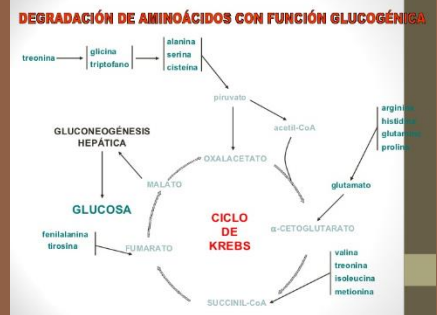 DEGRADACIÓN DE AMINOÁCIDOS CON FUNCIÓN GLUCOGÉNICA
treonina
glicina
triptofano
alanina
serina
cisteína
piruvato
acetil-CoA
arginina
histidina
glutamina
prolina
GLUCONEOGÉNESIS
HEPÁTICA
OXALACETATO
MALATO
glutamato
GLUCOSA
CICLO
DE
KREBS
α-CETOGLUTARATO
fenilalanina
tirosina
FUMARATO
valina
treonina
isoleucina
metionina
SUCCINIL-CoA